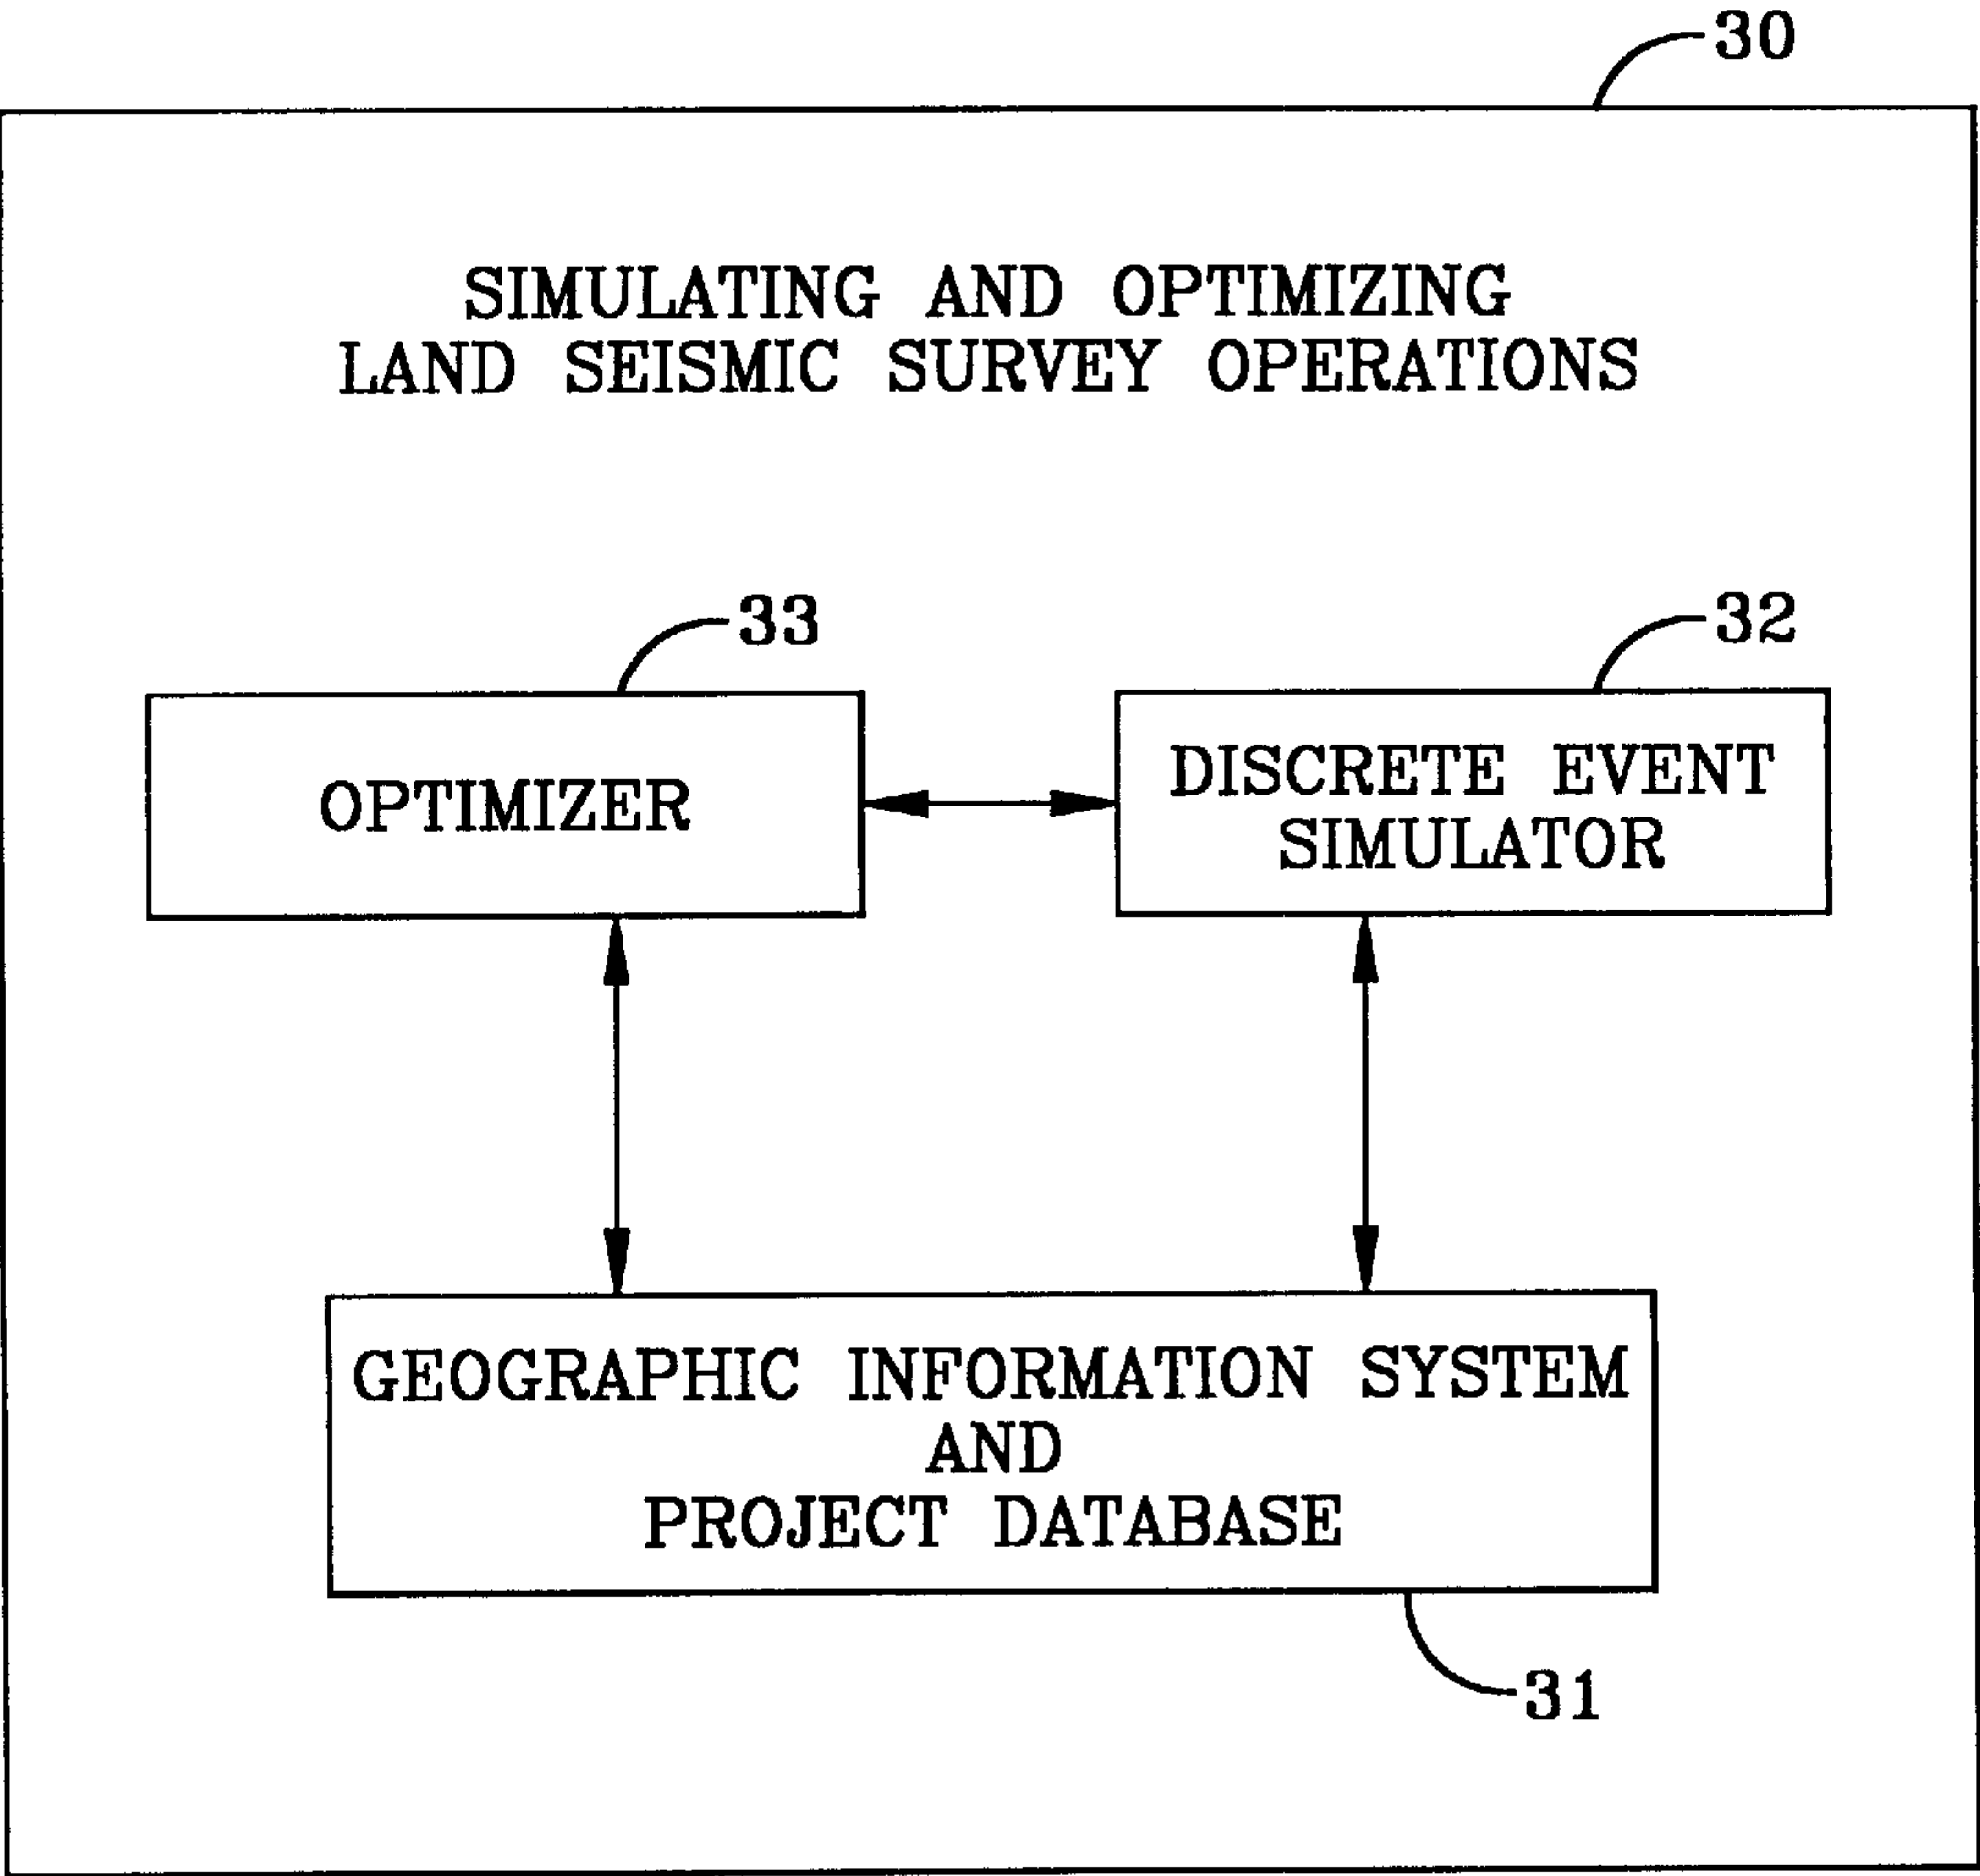 30
SIMULATING AND OPTIMIZING
LAND SEISMIC SURVEY OPERATIONS
33
32
OPTIMIZER
DISCRETE EVENT
SIMULATOR
GEOGRAPHIC INFORMATION SYSTEM
AND
PROJECT DATABASE
31